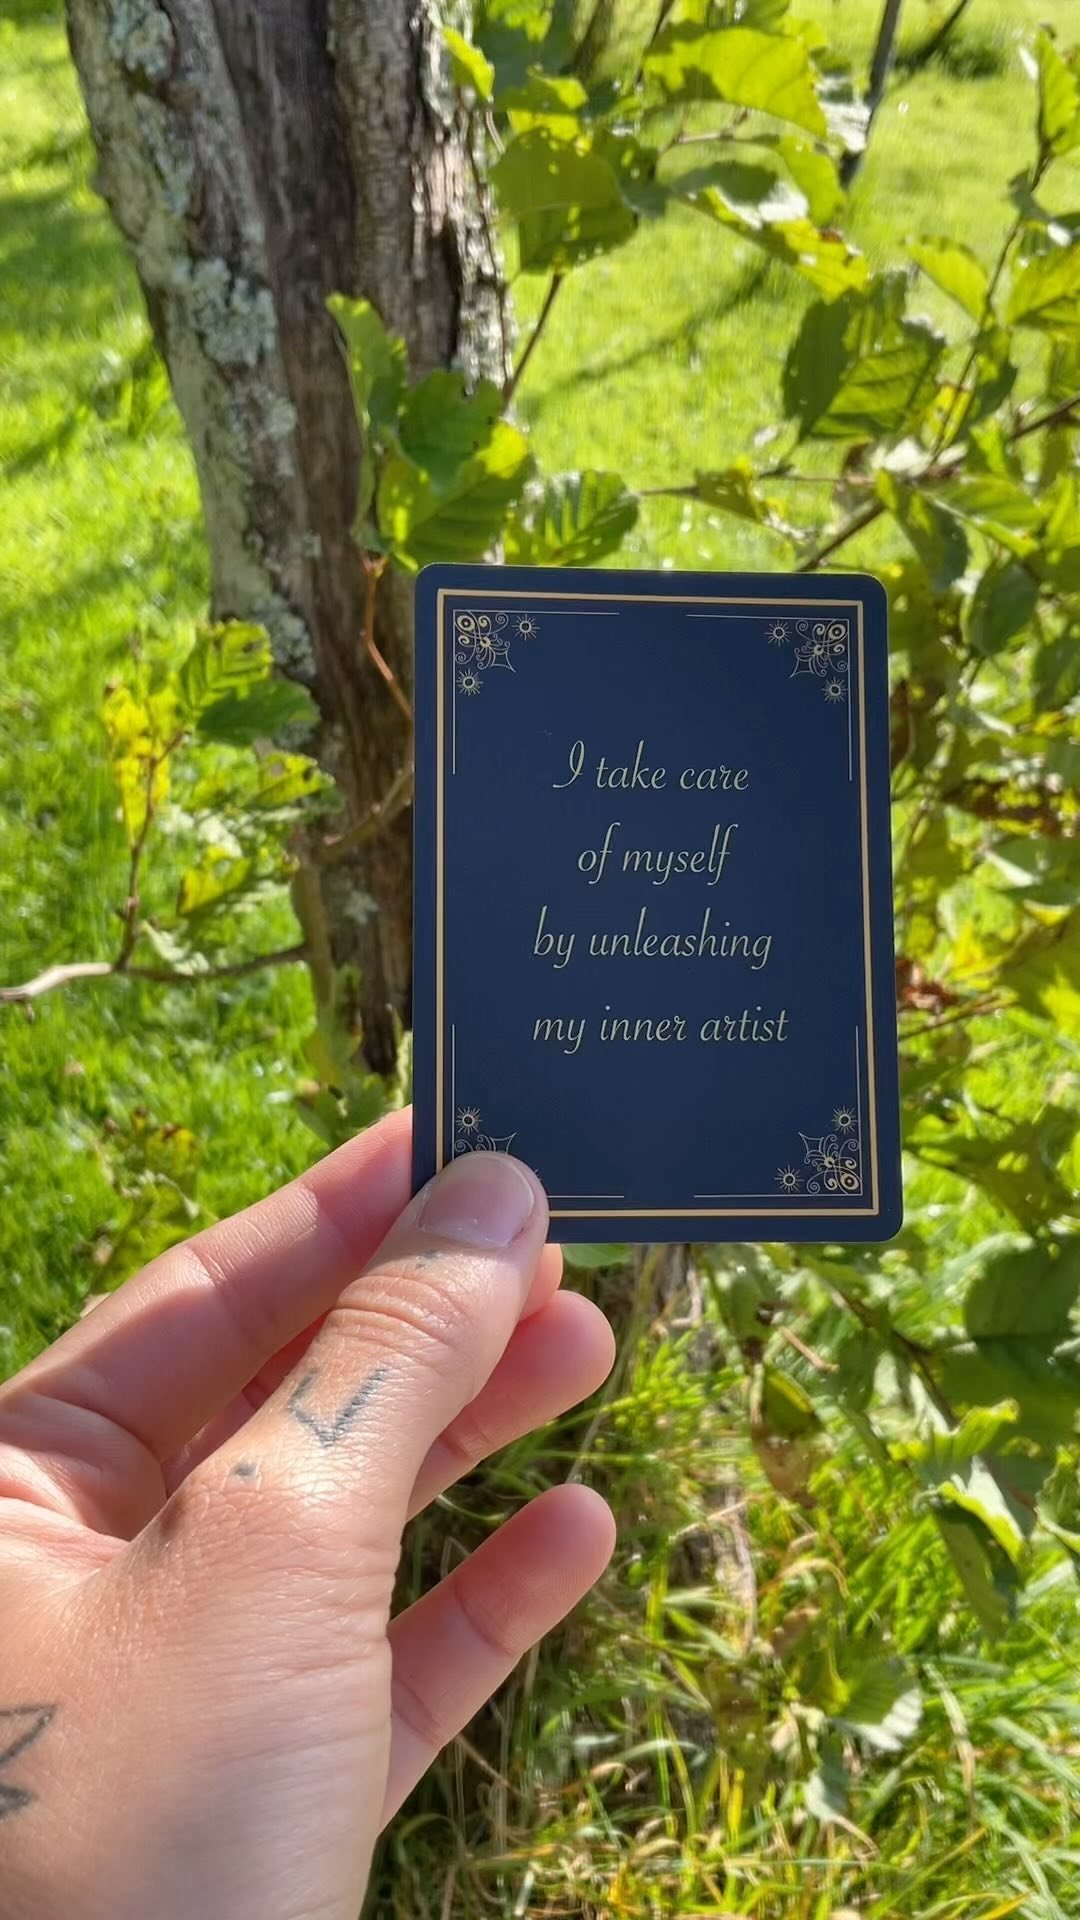 I take care
of myself
by unleashing
my inner artist